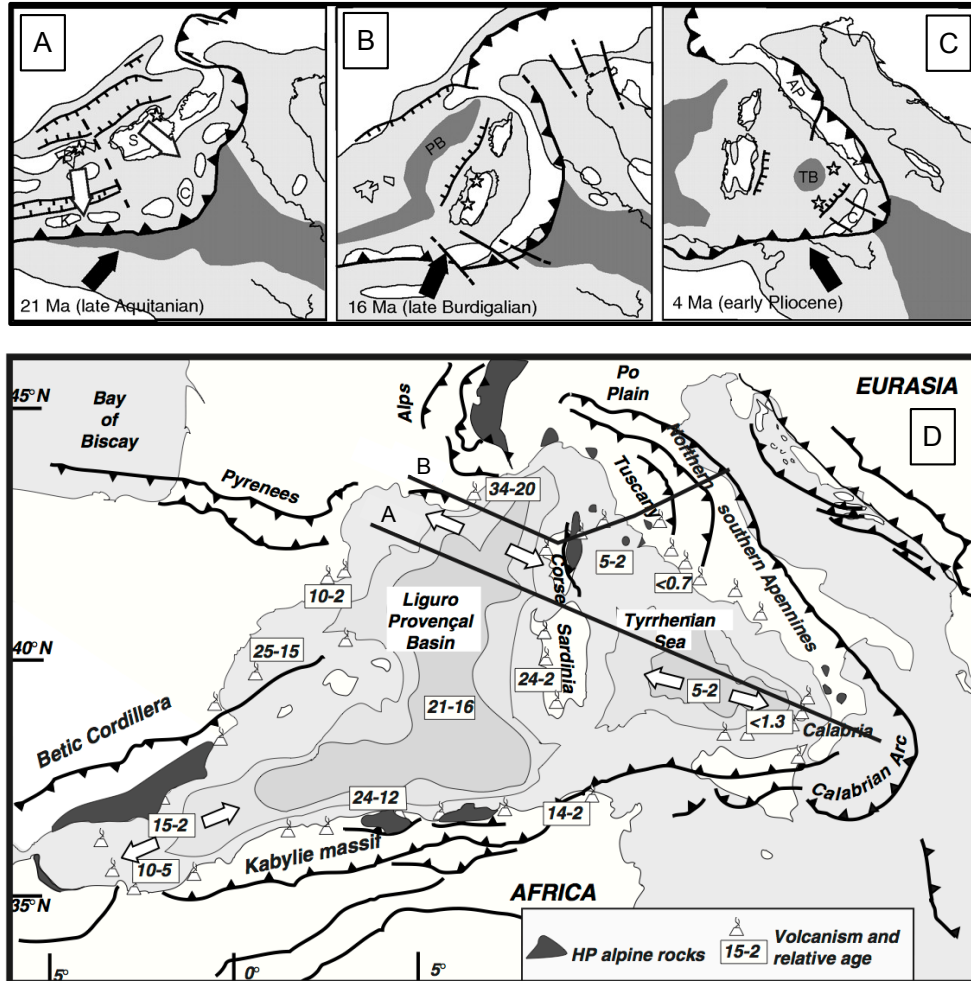 A
S
C
K
21 Ma (late Aquitanian)
B
PB
16 Ma (late Burdigalian)
C
AP
TB
C
4 Ma (early Pliocene)
45° N
Bay
of
Biscay
Alps
Po
Plain
EURASIA
D
Pyrenees
B
34-20
Tuscany
Northern
southern Apennines
A
Corse
5-2
<0.7
10-2
Liguro
Provençal
Basin
Tyrrhenian
Sea
40° N
25-15
Sardinia
24-2
5-2
21-16
<1.3
Betic Cordillera
Calabria
Calabrian Arc
24-12
14-2
15-2
Kabylie massif
10-5
35° N
AFRICA
5°
0°
5°
HP alpine rocks
15-2
Volcanism and
relative age